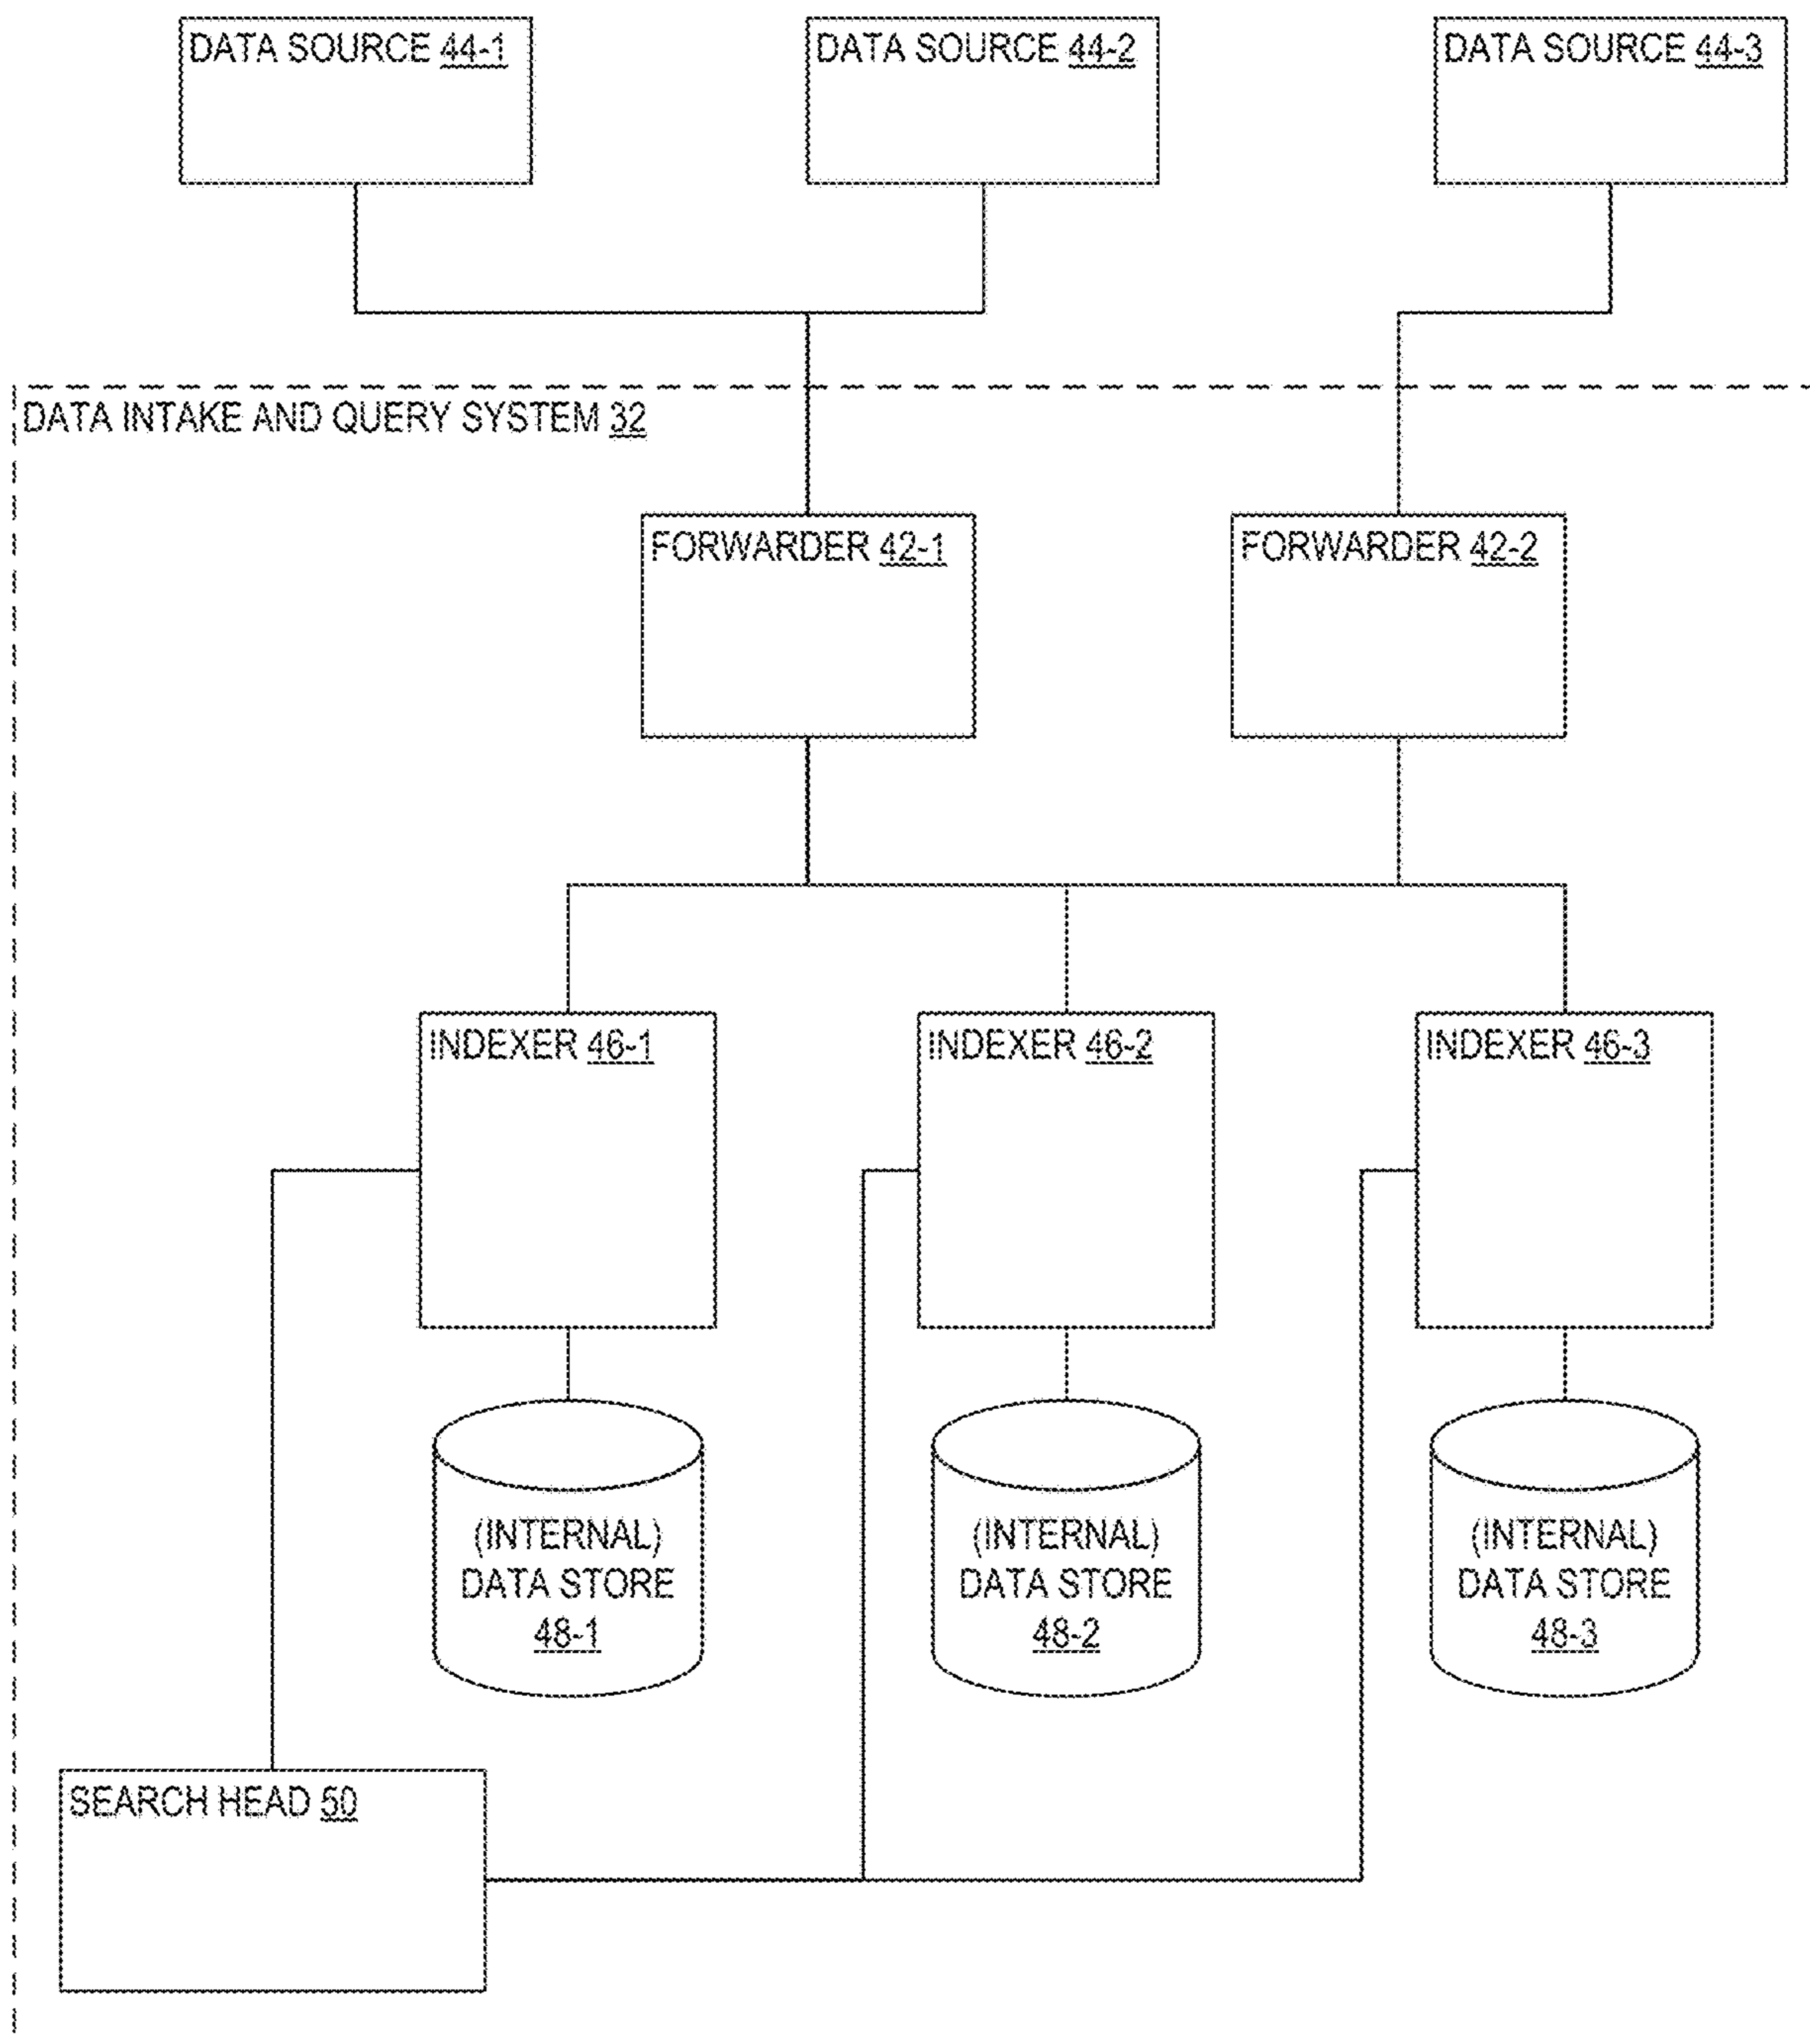 DATA SOURCE 44-1
DATA SOURCE 44-2
DATA SOURCE 44-3
DATA INTAKE AND QUERY SYSTEM 32
FORWARDER 42-1
FORWARDER 42-2
INDEXER 46-1
INDEXER 46-2
INDEXER 46-3
(INTERNAL)
DATA STORE
48-1
(INTERNAL)
DATA STORE
48-2
(INTERNAL)
DATA STORE
48-3
SEARCH HEAD 50